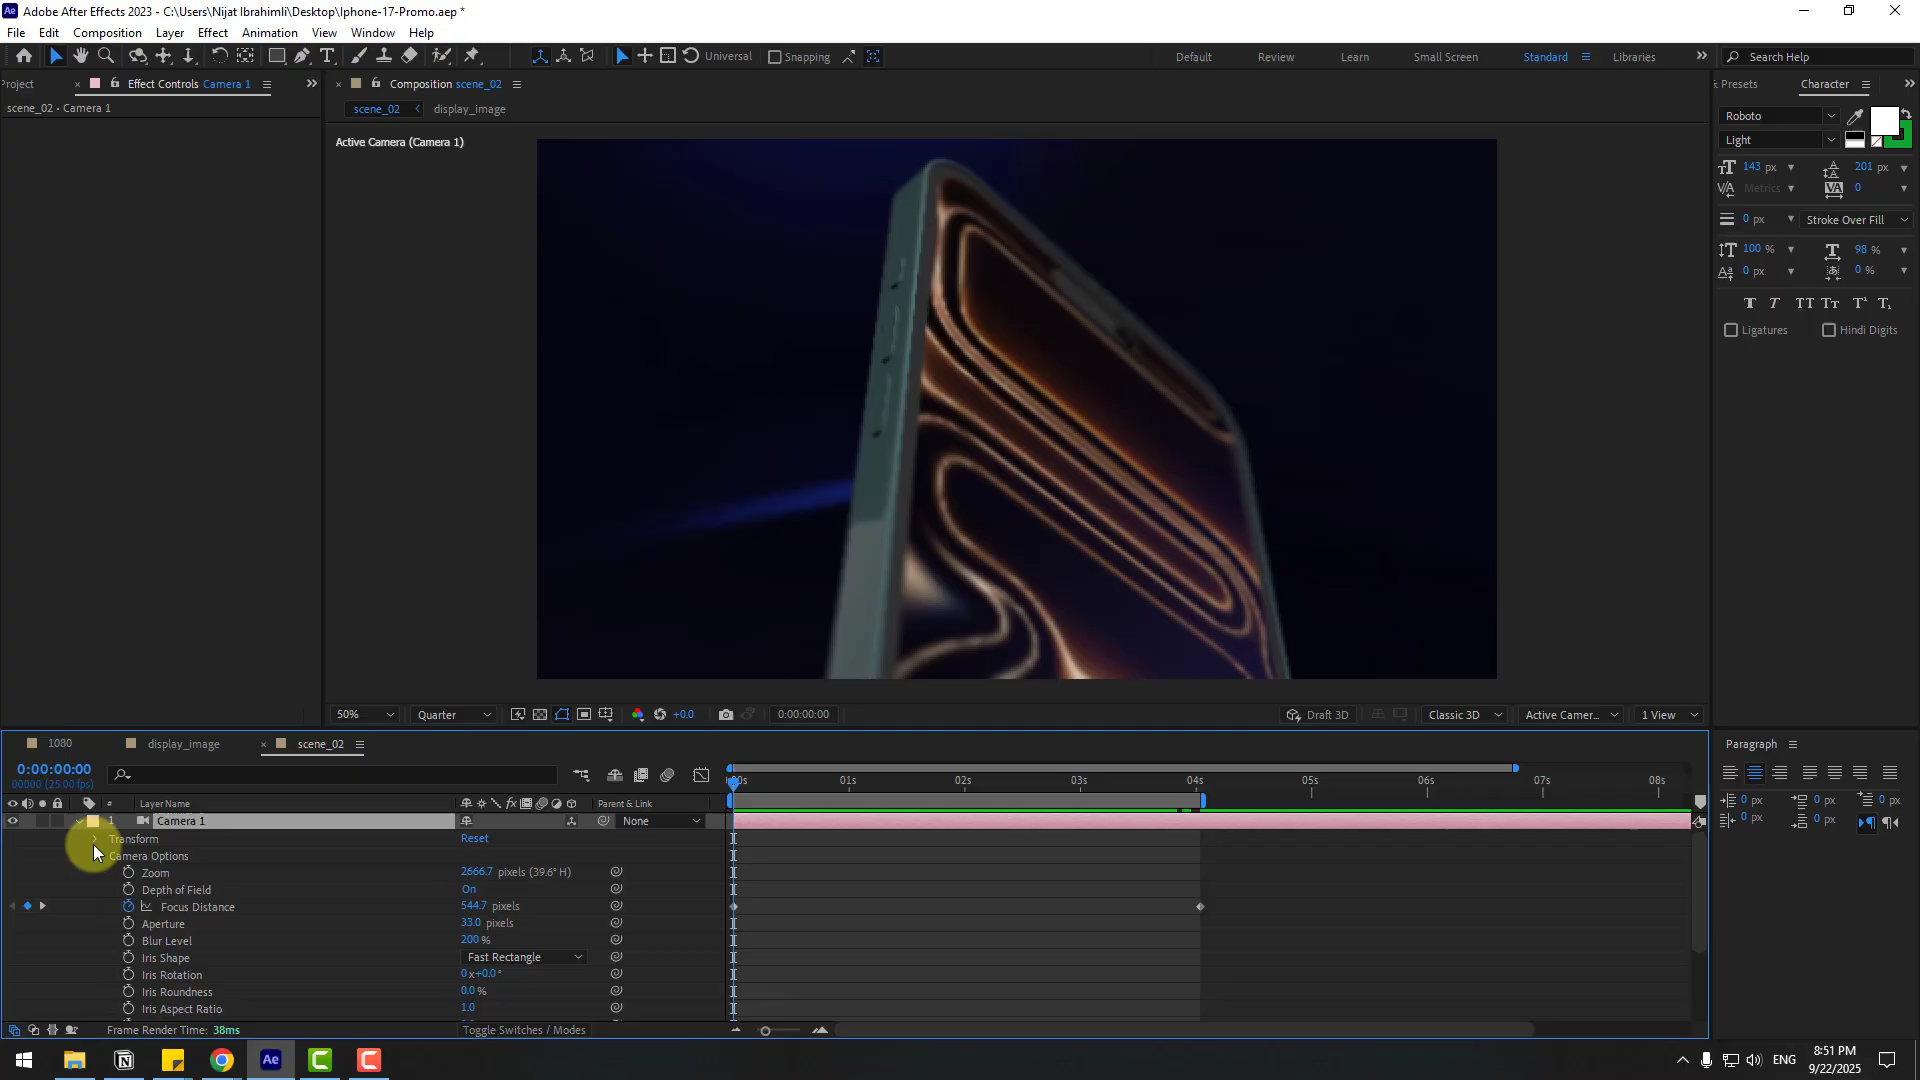 Adobe After Effects 2023 - C:\Users\Nijat Ibrahimli\Desktop\Iphone-17-Promo.aep *
File Edit Composition Layer Effect Animation View Window Help
Universal Snapping Default Review Learn Small Screen Standard Libraries Search Help
Project Effect Controls Camera 1 Composition scene_02 Presets Character
scene_02 • Camera 1 scene_02 display_image
Active Camera (Camera 1)
Roboto
Light
143 px 201 px
Metrics 0
0 px Stroke Over Fill
100 % 98 %
0 px 0 %
Ligatures Hindi Digits
50% Quarter +0.0 0:00:00:00 Draft 3D Classic 3D Active Camer... 1 View
1080 display_image scene_02 Paragraph
0:00:00:00
00000 (25.00 fps)
01s 02s 03s 04s 05s 06s 07s 08s
# Layer Name Parent & Link
1 Camera 1 None
Transform Reset
Camera Options
Zoom 2666.7 pixels (39.6° H)
Depth of Field On
Focus Distance 544.7 pixels
Aperture 33.0 pixels
Blur Level 200 %
Iris Shape Fast Rectangle
Iris Rotation 0 x+0.0 °
Iris Roundness 0.0 %
Iris Aspect Ratio 1.0
0 px 0 px 0 px
0 px 0 px
Frame Render Time: 38ms Toggle Switches / Modes
ENG 8:51 PM
9/22/2025